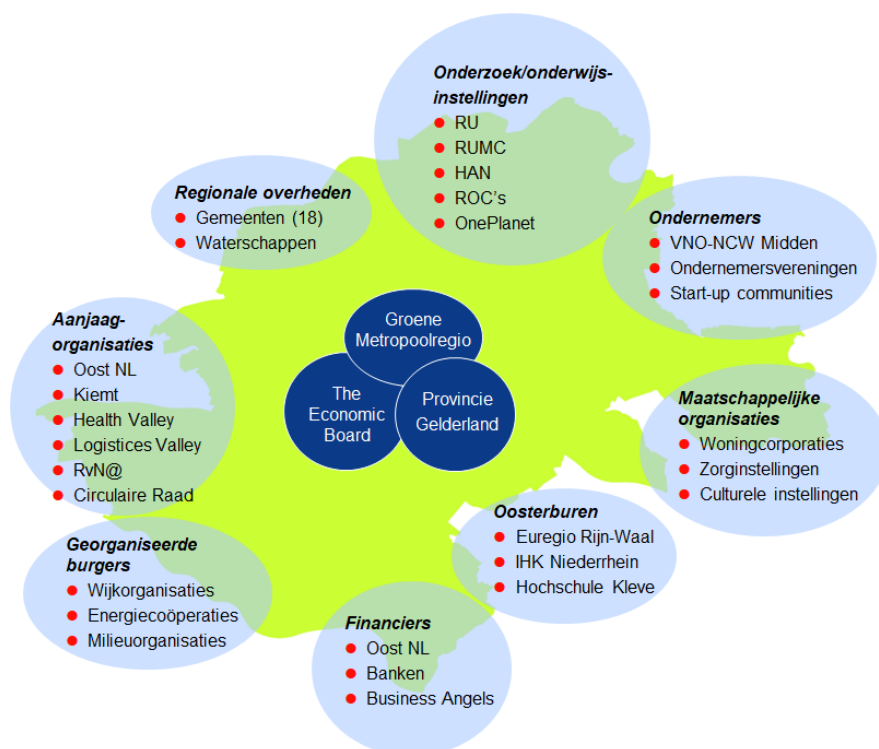 Onderzoek/onderwijs-
instellingen
RU
RUMC
HAN
ROC's
OnePlanet
Regionale overheden
Gemeenten (18)
Waterschappen
Ondernemers
VNO-NCW Midden
Ondernemersvereningen
Start-up communities
Aanjaag-
organisaties
Oost NL
Kiemt
Health Valley
Logistices Valley
RvN@
Circulaire Raad
Groene
Metropoolregio
The
Economic
Board
Provincie
Gelderland
Maatschappelijke
organisaties
Woningcorporaties
Zorginstellingen
Culturele instellingen
Oosterburen
Euregio Rijn-Waal
IHK Niederrhein
Hochschule Kleve
Georganiseerde
burgers
Wijkorganisaties
Energiecoöperaties
Milieuorganisaties
Financiers
Oost NL
Banken
Business Angels